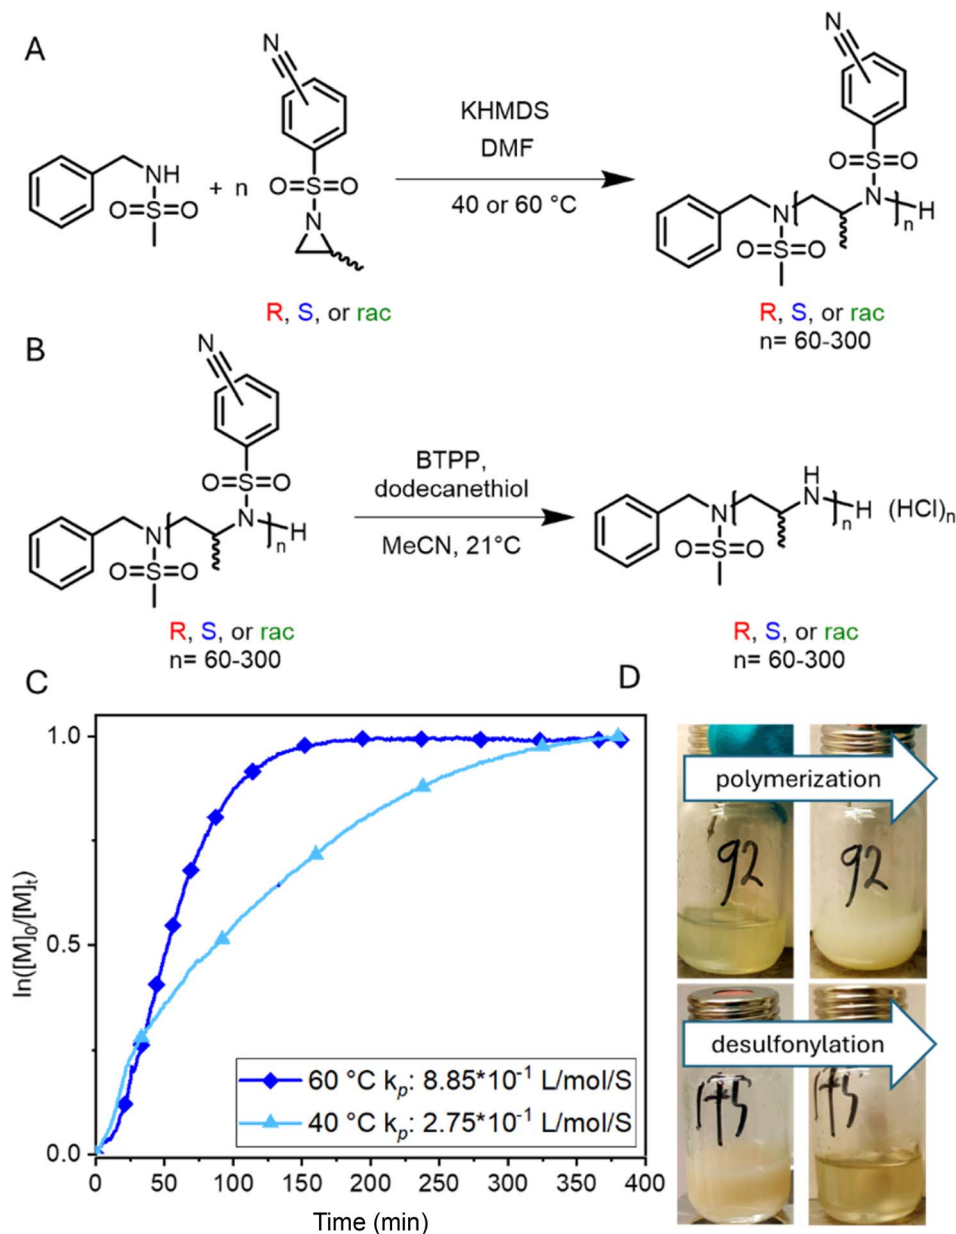 A
N
KHMDS
DMF
40 or 60 °C
NH
O=S=O
+ n
O=S=O
N
R, S, or rac
N
O=S=O
N
N
H
n
O=S=O
R, S, or rac
n= 60-300
B
N
O=S=O
N
N
H
n
O=S=O
R, S, or rac
n= 60-300
BTPP,
dodecanethiol
MeCN, 21°C
H
N
N
H
n
(HCl)n
O=S=O
R, S, or rac
n= 60-300
C
ln([M]0/[M]t)
1.0
0.5
0.0
60 °C kp: 8.85*10-1 L/mol/S
40 °C kp: 2.75*10-1 L/mol/S
0 50 100 150 200 250 300 350 400
Time (min)
D
polymerization
92
92
desulfonylation
175
175